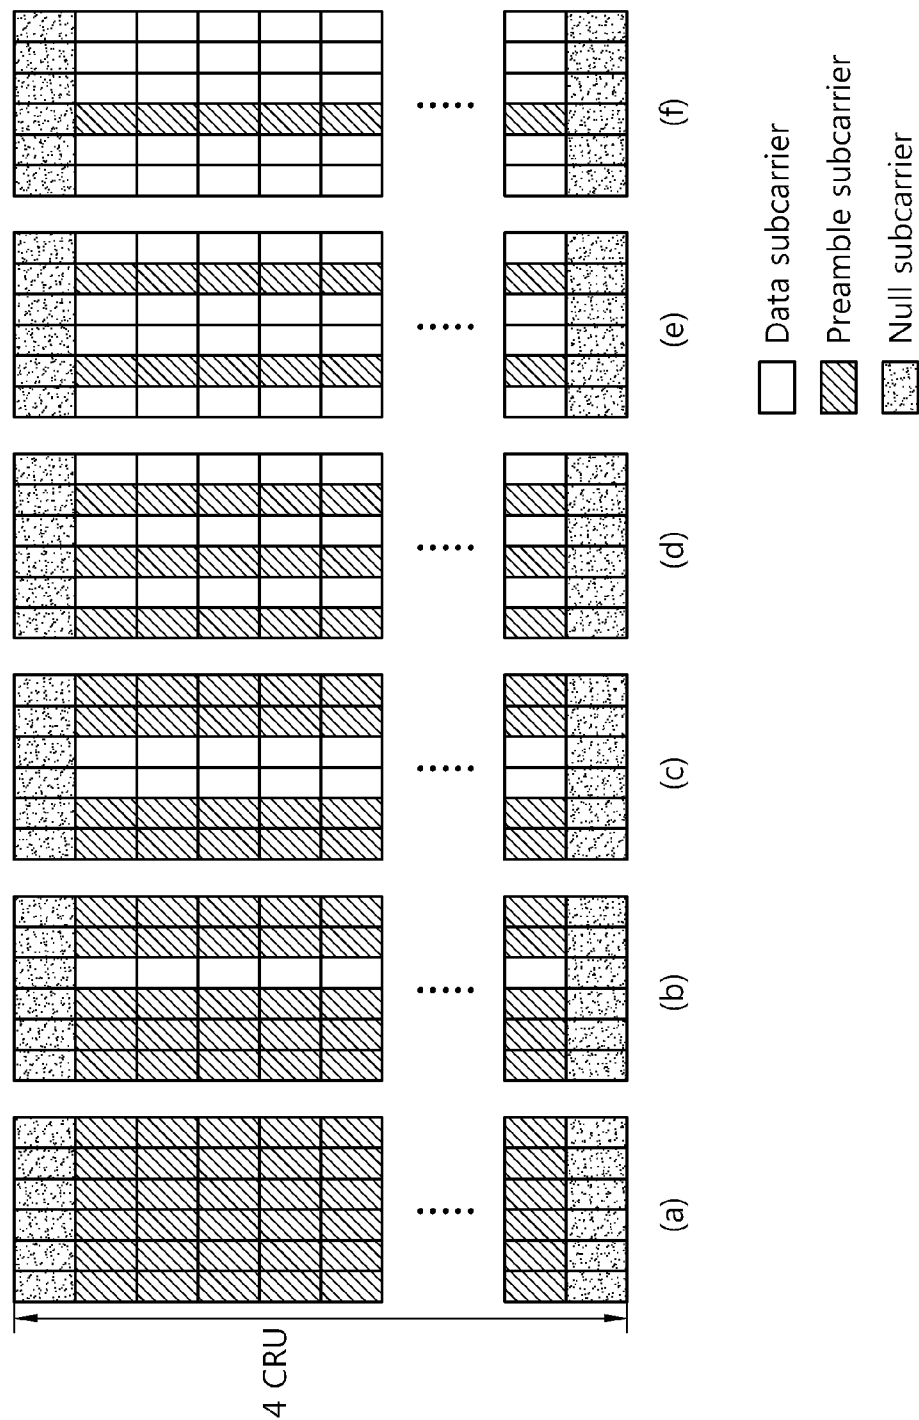 4 CRU
(a)
(b)
(c)
(d)
(e)
(f)
Data subcarrier
Preamble subcarrier
Null subcarrier